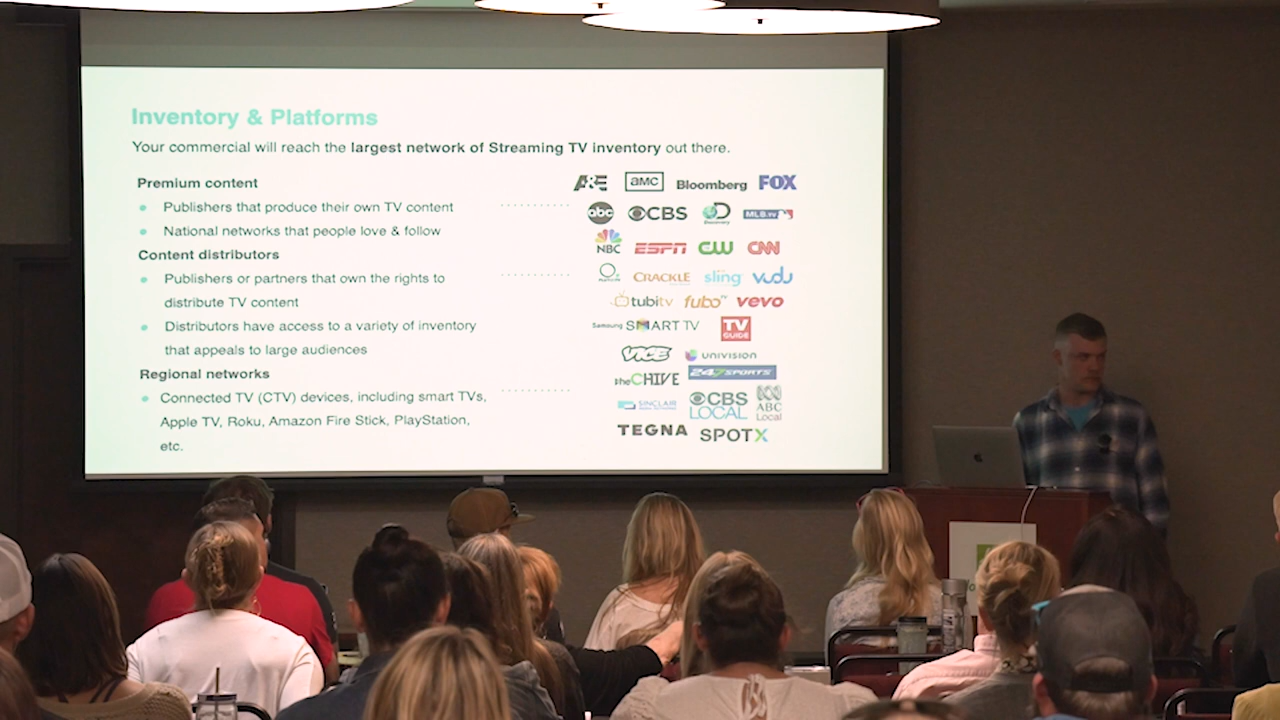 Inventory & Platforms
Your commercial will reach the largest network of Streaming TV inventory out there.
Premium content
Publishers that produce their own TV content
National networks that people love & follow
Content distributors
Publishers or partners that own the rights to
distribute TV content
Distributors have access to a variety of inventory
that appeals to large audiences
Regional networks
Connected TV (CTV) devices, including smart TVs,
Apple TV, Roku, Amazon Fire Stick, PlayStation,
etc.
A&E aMC Bloomberg FOX
abc CBS Discovery MLB.tv
NBC ESPN CW CNN
CRACKLE sling vudu
tubitv fubo vevo
Samsung SMART TV TV GUIDE
VICE UNIVISION
theCHIVE 247SPORTS
SINCLAIR CBS LOCAL ABC Local
TEGNA SPOTX